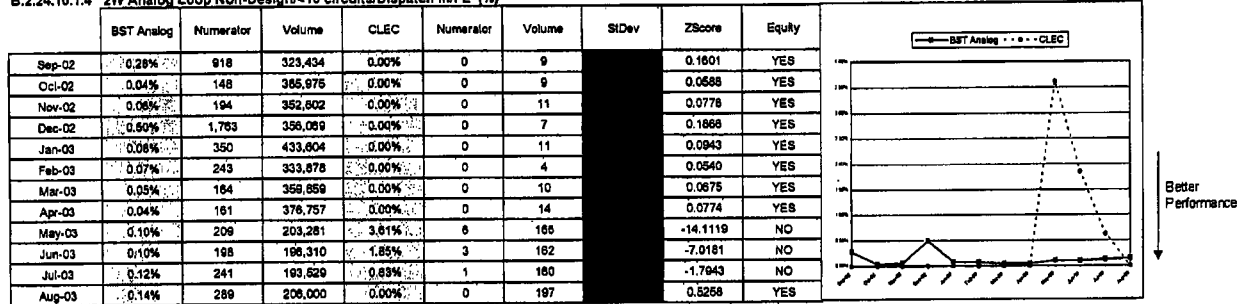 2W Analog Loop Non-Design/<10 circuits/Dispatch In/FL (%)
BST Analog Numerator Volume CLEC Numerator Volume StDev ZScore Equity
Sep-02 0.28% 918 323,434 0.00% 0 9 0.1601 YES
Oct-02 0.04% 148 365,975 0.00% 0 9 0.0588 YES
Nov-02 0.06% 194 352,602 0.00% 0 11 0.0778 YES
Dec-02 0.50% 1,763 356,089 0.00% 0 7 0.1866 YES
Jan-03 0.08% 350 433,604 0.00% 0 11 0.0943 YES
Feb-03 0.07% 243 333,878 0.00% 0 4 0.0540 YES
Mar-03 0.05% 164 359,859 0.00% 0 10 0.0675 YES
Apr-03 0.04% 161 376,757 0.00% 0 14 0.0774 YES
May-03 0.10% 209 203,281 3.61% 6 166 -14.1119 NO
Jun-03 0.10% 198 196,310 1.85% 3 162 -7.0181 NO
Jul-03 0.12% 241 193,529 0.63% 1 160 -1.7943 NO
Aug-03 0.14% 289 206,000 0.00% 0 197 0.5258 YES
BST Analog CLEC
Better
Performance